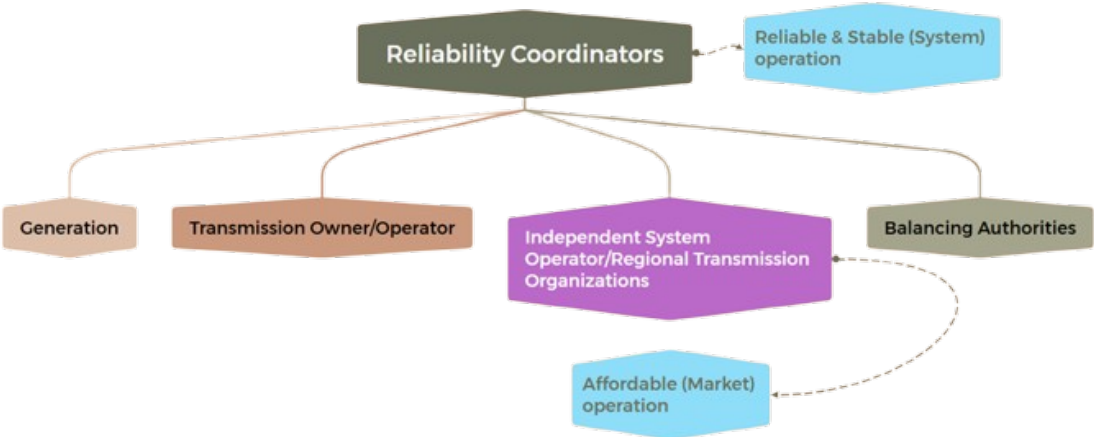 Reliability Coordinators
Reliable & Stable (System)
operation
Generation
Transmission Owner/Operator
Independent System
Operator/Regional Transmission
Organizations
Balancing Authorities
Affordable (Market)
operation